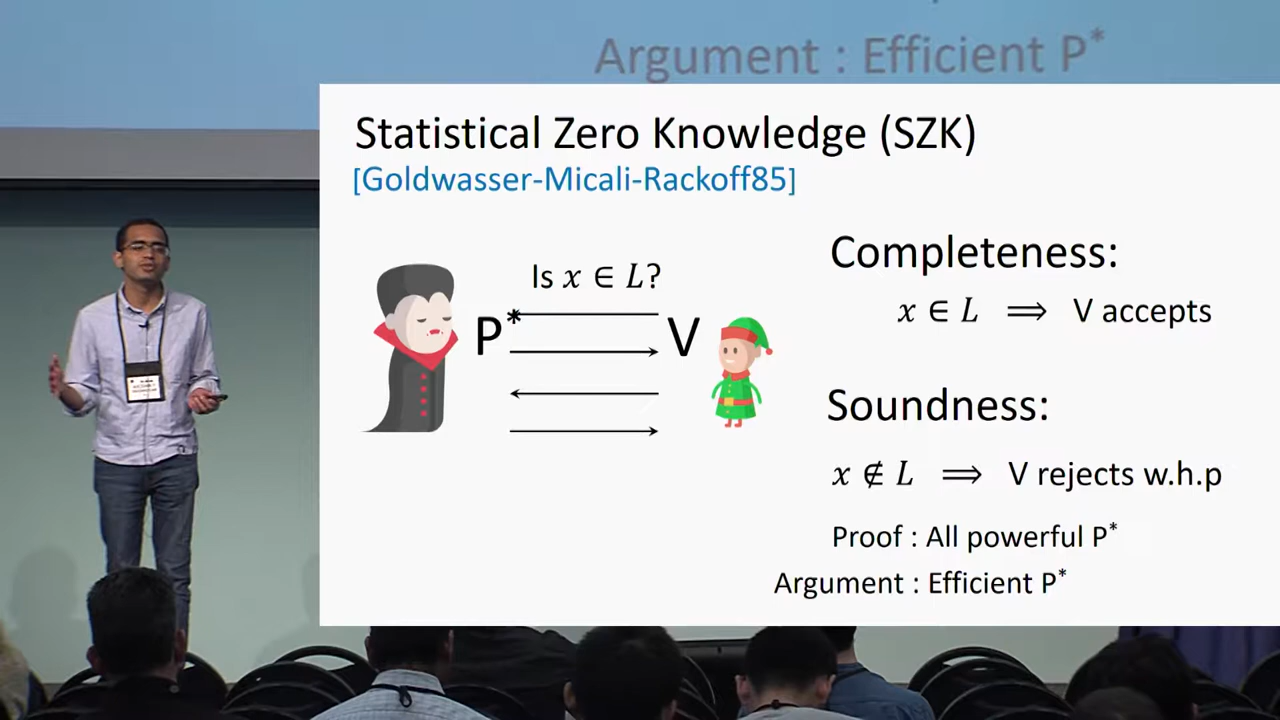 Argument : Efficient P*
Statistical Zero Knowledge (SZK)
[Goldwasser-Micali-Rackoff85]
Is x ∈ L?
P* V
Completeness:
x ∈ L ⟹ V accepts
Soundness:
x ∉ L ⟹ V rejects w.h.p
Proof : All powerful P*
Argument : Efficient P*